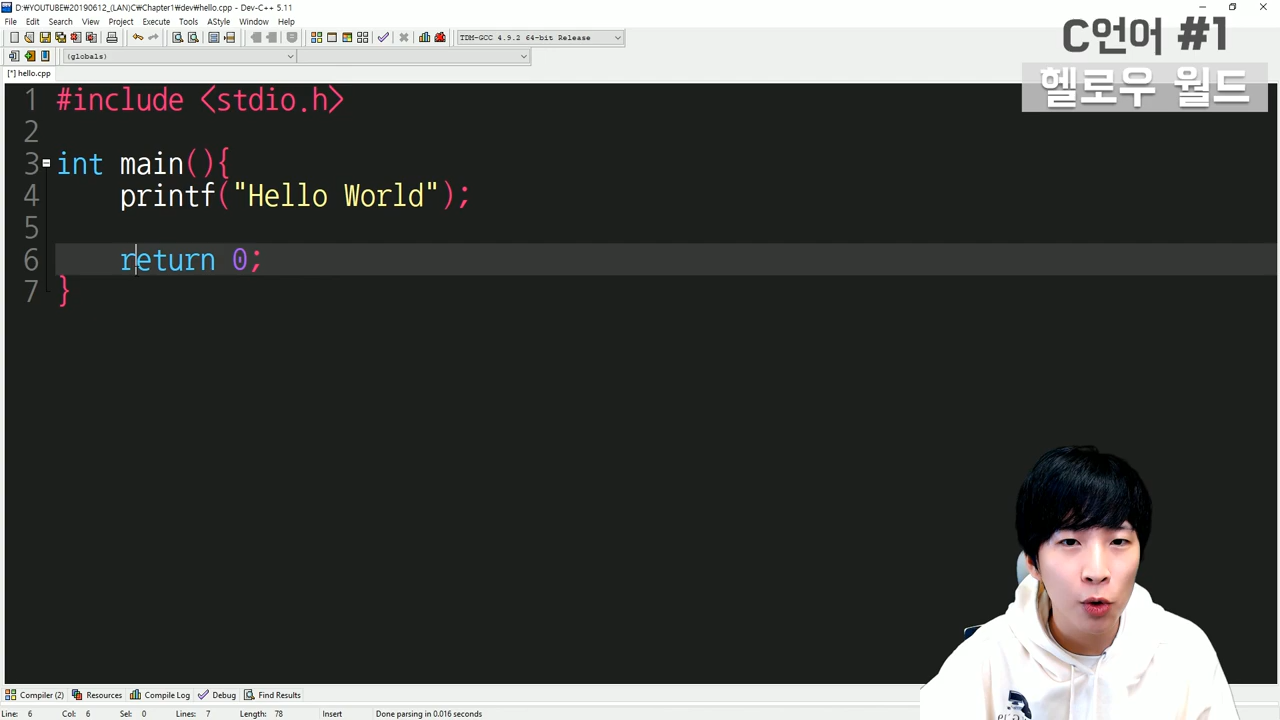 D:₩YOUTUBE₩20190612_(LAN)C₩Chapter1₩dev₩hello.cpp - Dev-C++ 5.11
File Edit Search View Project Execute Tools AStyle Window Help
TDM-GCC 4.9.2 64-bit Release
(globals)
[*] hello.cpp
C언어 #1
헬로우 월드
1 #include <stdio.h>
2
3 int main(){
4 printf("Hello World");
5
6 return 0;
7 }
Compiler (2) Resources Compile Log Debug Find Results
Line: 6 Col: 6 Sel: 0 Lines: 7 Length: 78 Insert Done parsing in 0.016 seconds